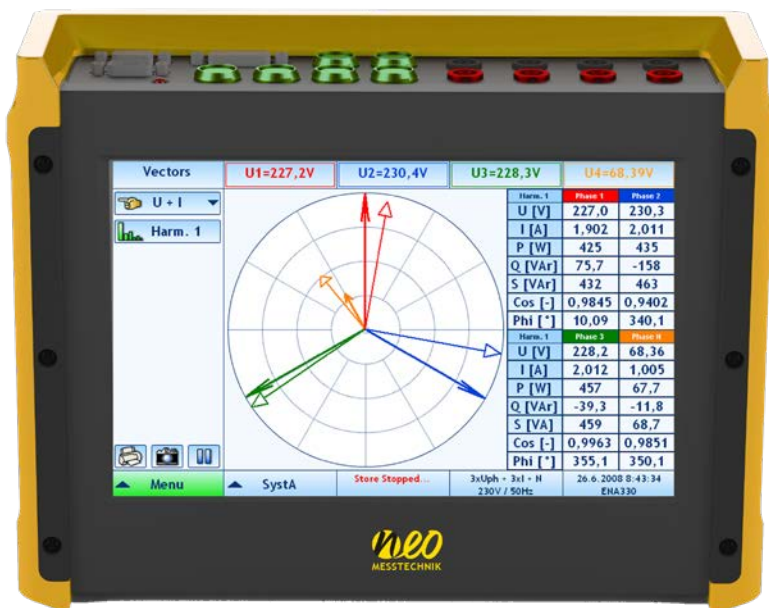 Vectors U1=227,2V U2=230,4V U3=228,3V U4=68,39V
U + I
Harm. 1
Harm. 1 Phase 1 Phase 2
U [V] 227,0 230,3
I [A] 1,902 2,011
P [W] 425 435
Q [VAr] 75,7 -158
S [VAr] 432 463
Cos [-] 0,9845 0,9402
Phi [°] 10,09 340,1
Harm. 1 Phase 3 Phase N
U [V] 228,2 68,36
I [A] 2,012 1,005
P [W] 457 67,7
Q [VAr] -39,3 -11,8
S [VA] 459 68,7
Cos [-] 0,9963 0,9851
Phi [°] 355,1 350,1
Menu SystA Store Stopped... 3xUph + 3xI + N 26.6.2008 8:43:34
230V / 50Hz ENA330
neo
MESSTECHNIK